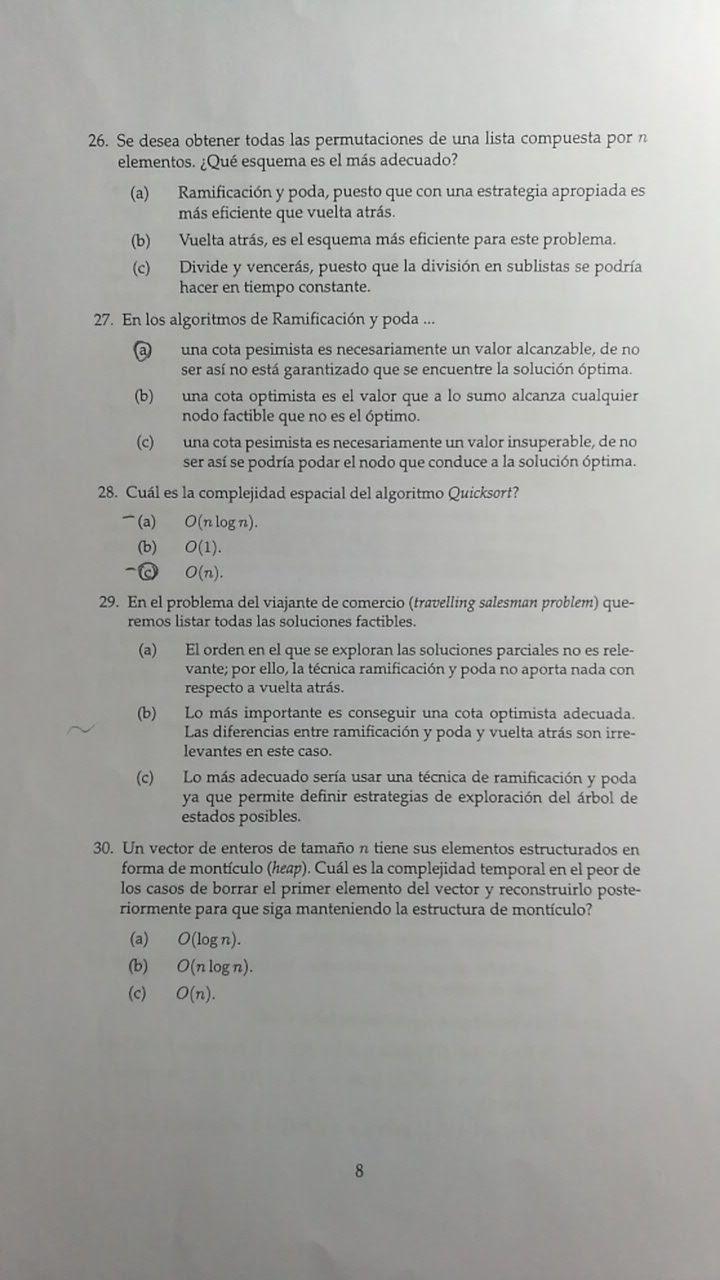 26. Se desea obtener todas las permutaciones de una lista compuesta por n
elementos. ¿Qué esquema es el más adecuado?
(a) Ramificación y poda, puesto que con una estrategia apropiada es
más eficiente que vuelta atrás.
(b) Vuelta atrás, es el esquema más eficiente para este problema.
(c) Divide y vencerás, puesto que la división en sublistas se podría
hacer en tiempo constante.
27. En los algoritmos de Ramificación y poda ...
(a) una cota pesimista es necesariamente un valor alcanzable, de no
ser así no está garantizado que se encuentre la solución óptima.
(b) una cota optimista es el valor que a lo sumo alcanza cualquier
nodo factible que no es el óptimo.
(c) una cota pesimista es necesariamente un valor insuperable, de no
ser así se podría podar el nodo que conduce a la solución óptima.
28. Cuál es la complejidad espacial del algoritmo Quicksort?
(a) O(n log n).
(b) O(1).
(c) O(n).
29. En el problema del viajante de comercio (travelling salesman problem) que-
remos listar todas las soluciones factibles.
(a) El orden en el que se exploran las soluciones parciales no es rele-
vante; por ello, la técnica ramificación y poda no aporta nada con
respecto a vuelta atrás.
(b) Lo más importante es conseguir una cota optimista adecuada.
Las diferencias entre ramificación y poda y vuelta atrás son irre-
levantes en este caso.
(c) Lo más adecuado sería usar una técnica de ramificación y poda
ya que permite definir estrategias de exploración del árbol de
estados posibles.
30. Un vector de enteros de tamaño n tiene sus elementos estructurados en
forma de montículo (heap). Cuál es la complejidad temporal en el peor de
los casos de borrar el primer elemento del vector y reconstruirlo poste-
riormente para que siga manteniendo la estructura de montículo?
(a) O(log n).
(b) O(n log n).
(c) O(n).
8